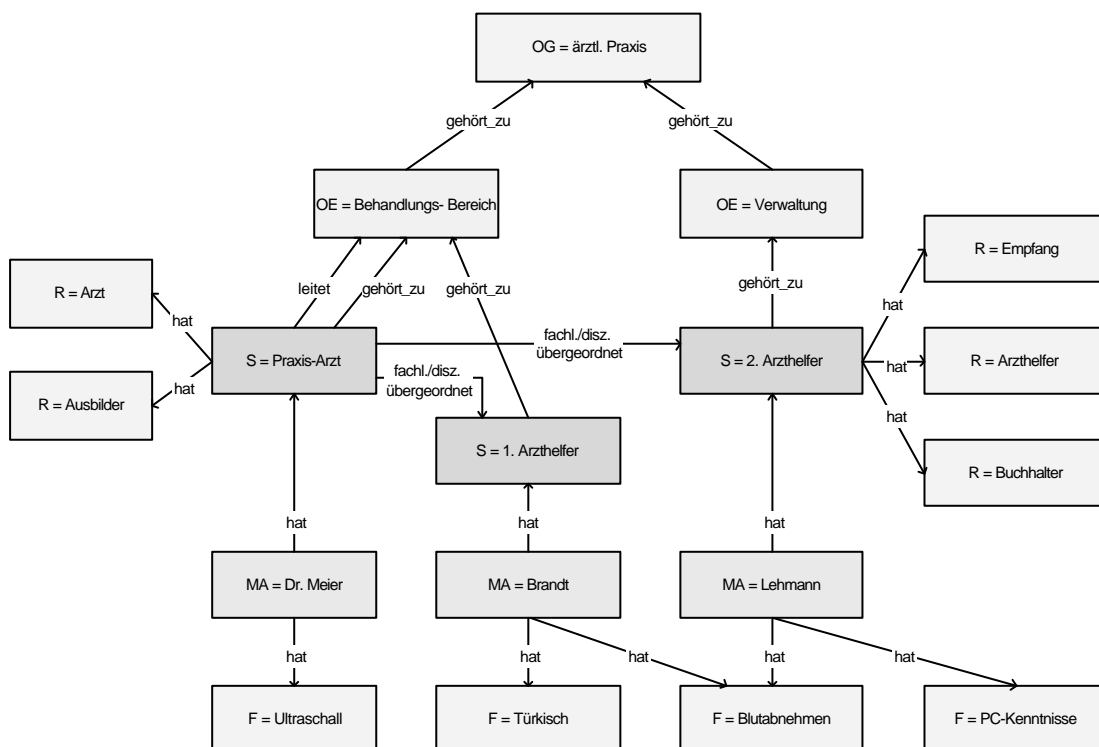 OG = ärztl. Praxis
gehört_zu
gehört_zu
OE = Behandlungs- Bereich
OE = Verwaltung
R = Empfang
R = Arzt
leitet
gehört_zu
gehört_zu
gehört_zu
hat
hat
S = Praxis-Arzt
fachl./disz.
übergeordnet
S = 2. Arzthelfer
hat
R = Arzthelfer
hat
R = Ausbilder
fachl./disz.
übergeordnet
hat
S = 1. Arzthelfer
R = Buchhalter
hat
hat
hat
MA = Dr. Meier
MA = Brandt
MA = Lehmann
hat
hat
hat
hat
hat
F = Ultraschall
F = Türkisch
F = Blutabnehmen
F = PC-Kenntnisse